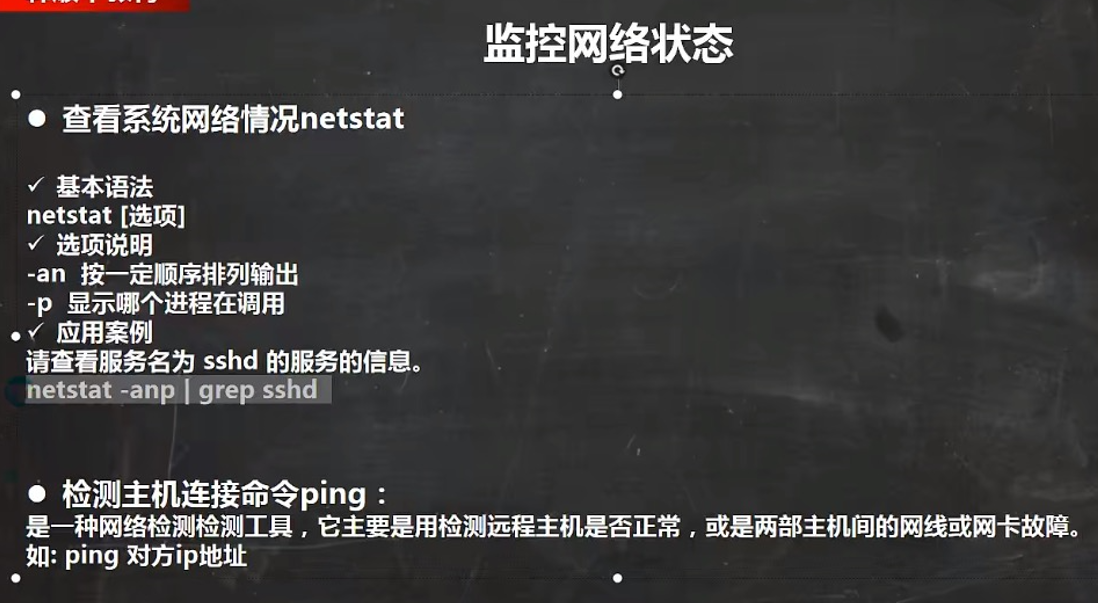 监控网络状态
● 查看系统网络情况netstat
✓ 基本语法
netstat [选项]
✓ 选项说明
-an 按一定顺序排列输出
-p 显示哪个进程在调用
✓ 应用案例
请查看服务名为 sshd 的服务的信息。
netstat -anp | grep sshd
● 检测主机连接命令ping：
是一种网络检测检测工具，它主要是用检测远程主机是否正常，或是两部主机间的网线或网卡故障。
如: ping 对方ip地址